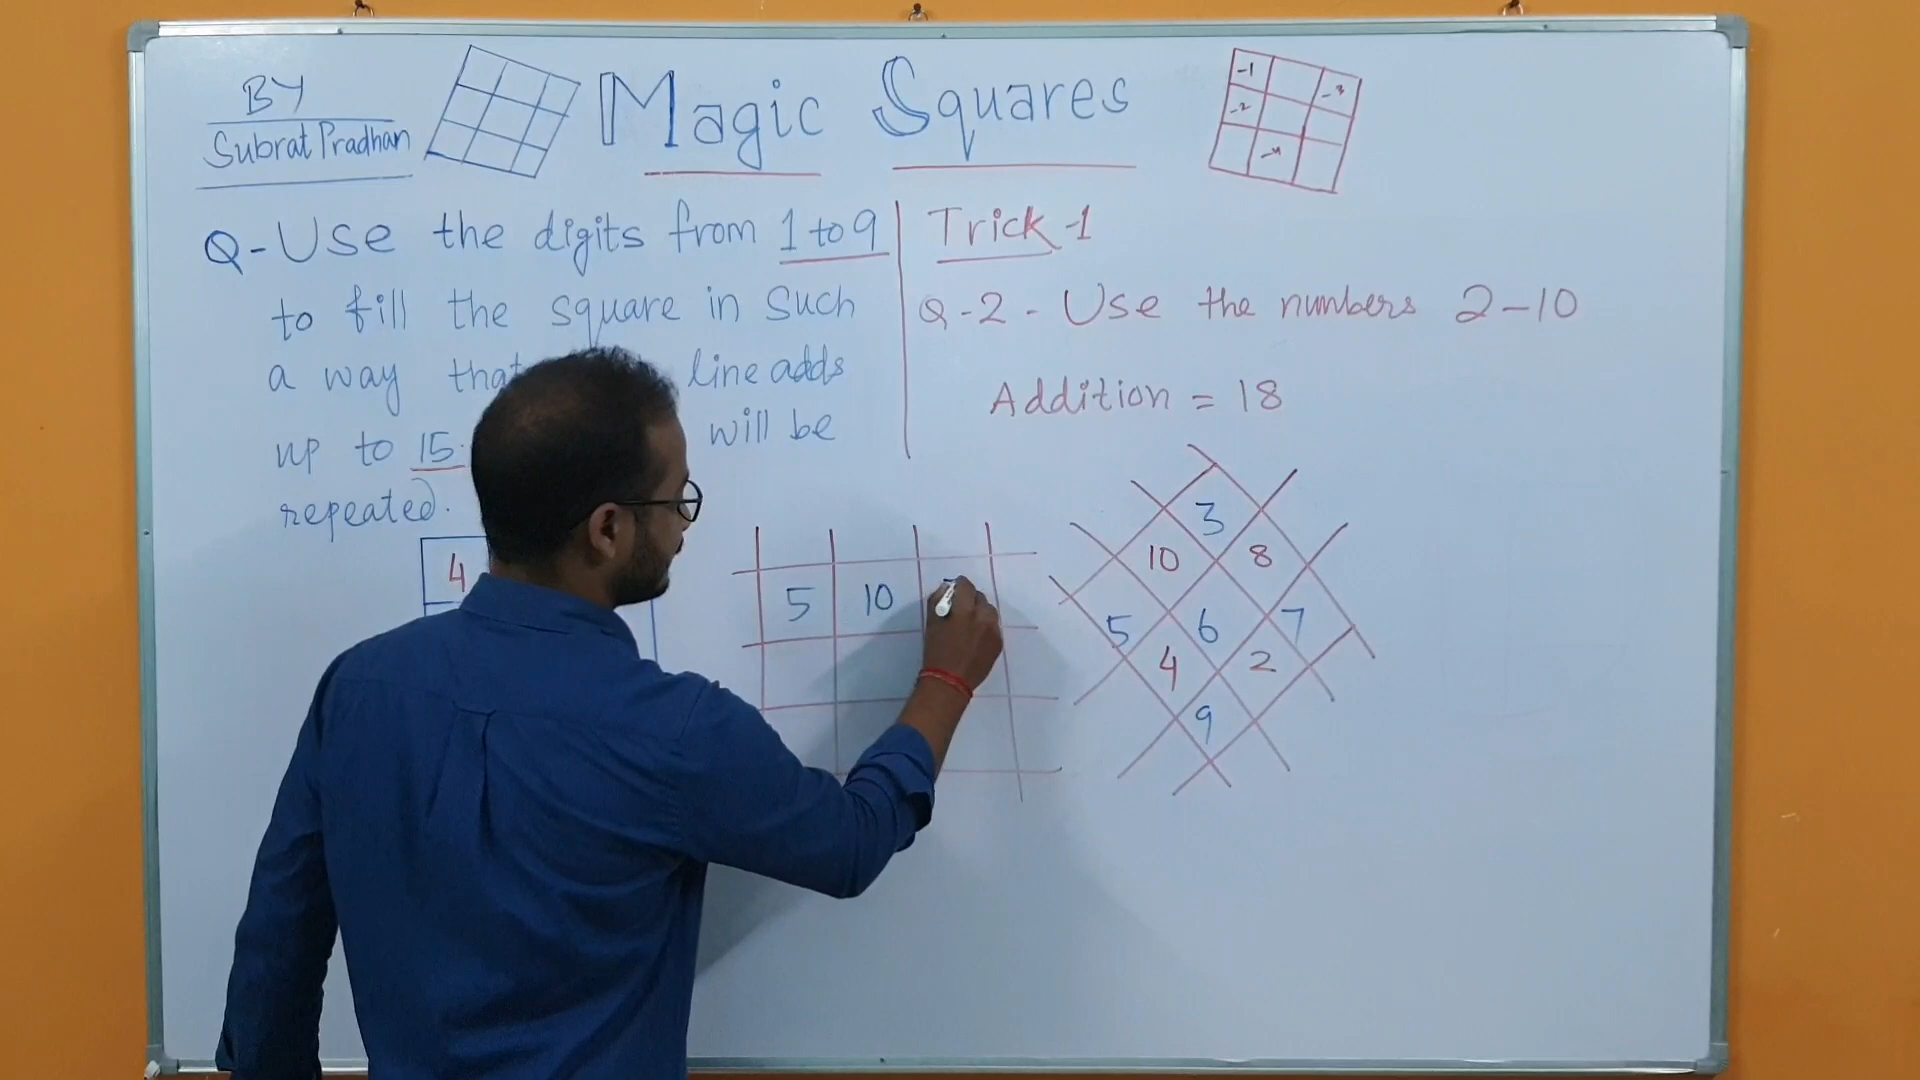 BY
Subrat Pradhan
Magic Squares
-1
-3
-2
-4
Q-Use the digits from 1 to 9
to fill the square in such
a way that line adds
up to 15. will be
repeated.
4
Trick-1
Q-2 - Use the numbers 2-10
Addition = 18
5 10
3
10 8
5 6 7
4 2
9